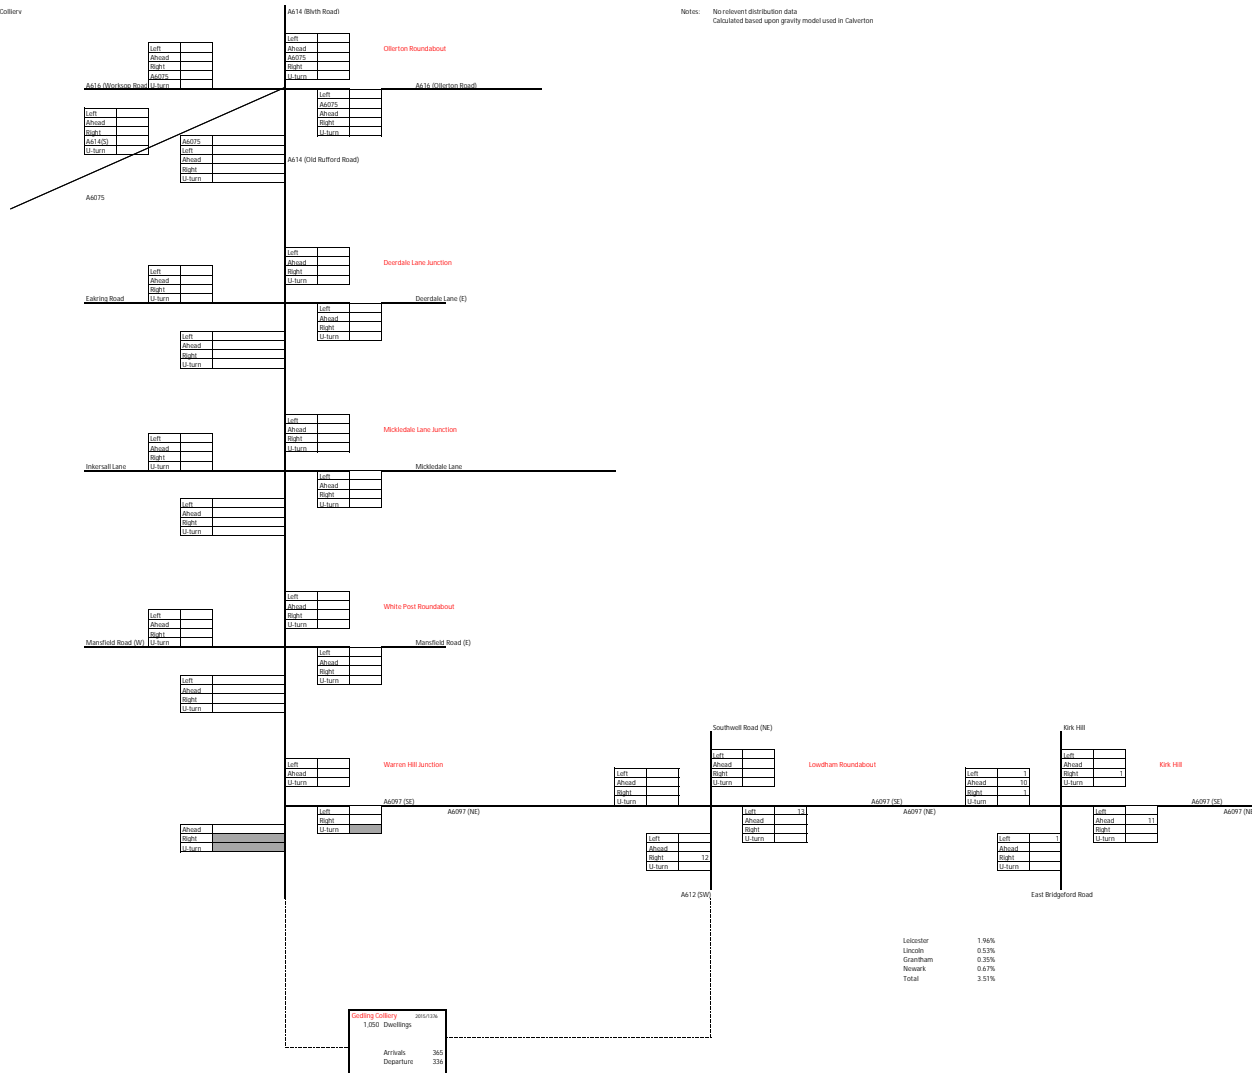 Colliery
A614 (Blyth Road)
Notes: No relevent distribution data
Calculated based upon gravity model used in Calverton
Left
Ahead
A6075
Right
U-turn
Ollerton Roundabout
Left
Ahead
Right
A6075
U-turn
A616 (Worksop Road)
A616 (Ollerton Road)
Left
A6075
Ahead
Right
U-turn
Left
Ahead
Right
A614(S)
U-turn
A6075
Left
Ahead
Right
U-turn
A614 (Old Rufford Road)
A6075
Left
Ahead
Right
U-turn
Deerdale Lane Junction
Left
Ahead
Right
U-turn
Eakring Road
Deerdale Lane (E)
Left
Ahead
Right
U-turn
Left
Ahead
Right
U-turn
Left
Ahead
Right
U-turn
Mickledale Lane Junction
Left
Ahead
Right
U-turn
Inkersall Lane
Mickledale Lane
Left
Ahead
Right
U-turn
Left
Ahead
Right
U-turn
Left
Ahead
Right
U-turn
White Post Roundabout
Left
Ahead
Right
U-turn
Mansfield Road (W)
Mansfield Road (E)
Left
Ahead
Right
U-turn
Left
Ahead
Right
U-turn
Southwell Road (NE)
Kirk Hill
Left
Ahead
U-turn
Warren Hill Junction
Left
Ahead
Right
U-turn
Left
Ahead
Right
U-turn
Lowdham Roundabout
Left 1
Ahead 10
Right 1
U-turn
Left
Ahead
Right 1
U-turn
Kirk Hill
A6097 (SE)
A6097 (NE)
A6097 (SE)
A6097 (NE)
A6097 (SE)
A6097 (NE
Left
Right
U-turn
Ahead
Right
U-turn
Left 13
Ahead
Right
U-turn
Left
Ahead
Right 12
U-turn
Left
Ahead 11
Right
U-turn
Left 1
Ahead
Right
U-turn
A612 (SW)
East Bridgeford Road
Leicester 1.96%
Lincoln 0.53%
Grantham 0.35%
Newark 0.67%
Total 3.51%
Gedling Colliery 2015/1376
1,050 Dwellings
Arrivals 365
Departure 336